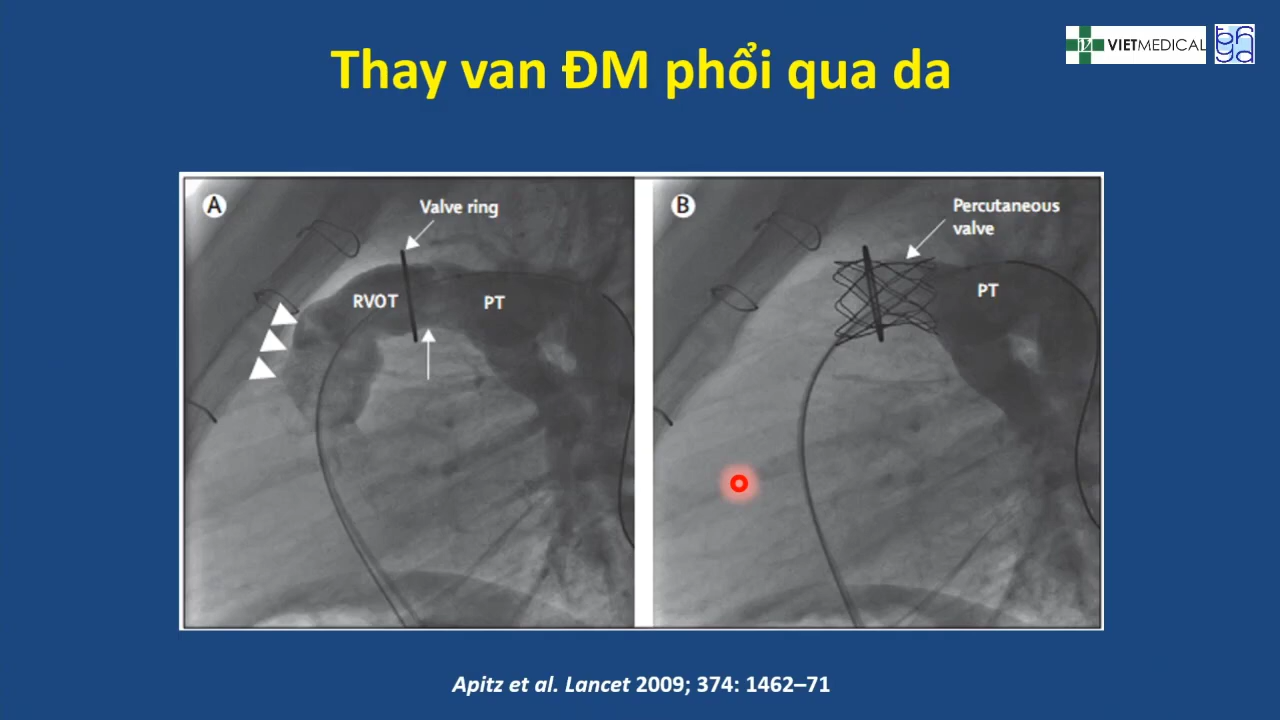 VIETMEDICAL
Thay van ĐM phổi qua da
A
Valve ring
RVOT
PT
B
Percutaneous
valve
PT
Apitz et al. Lancet 2009; 374: 1462–71